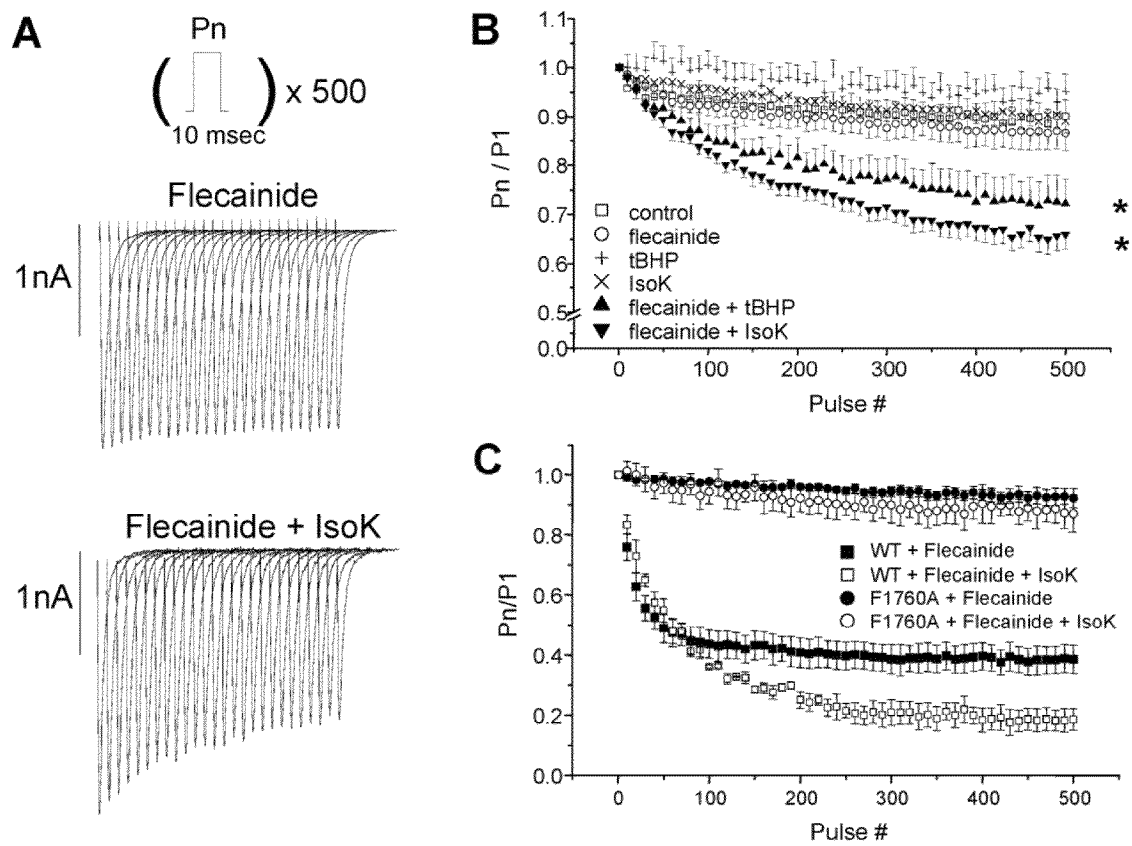 A
Pn
( ) x 500
10 msec
Flecainide
1nA
Flecainide + IsoK
1nA
B
1.1
1.0
0.9
0.8
0.7
0.6
0.5
0.0
Pn / P1
control
flecainide
tBHP
IsoK
flecainide + tBHP
flecainide + IsoK
*
*
0
100
200
300
400
500
Pulse #
C
1.0
0.8
0.6
0.4
0.2
0.0
Pn/P1
WT + Flecainide
WT + Flecainide + IsoK
F1760A + Flecainide
F1760A + Flecainide + IsoK
0
100
200
300
400
500
Pulse #